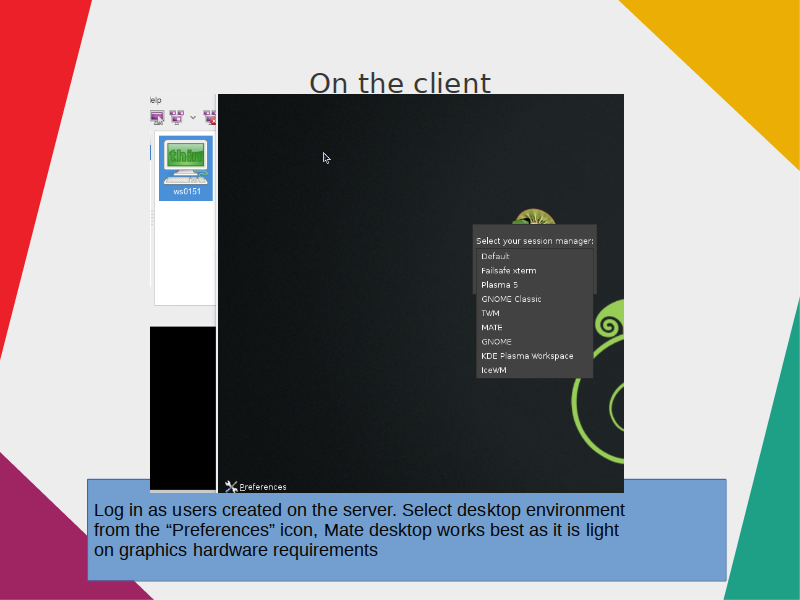 On the client
elp
thin
ws0151
Select your session manager:
Default
Failsafe xterm
Plasma 5
GNOME Classic
TWM
MATE
GNOME
KDE Plasma Workspace
IceWM
Preferences
Log in as users created on the server. Select desktop environment
from the “Preferences” icon, Mate desktop works best as it is light
on graphics hardware requirements